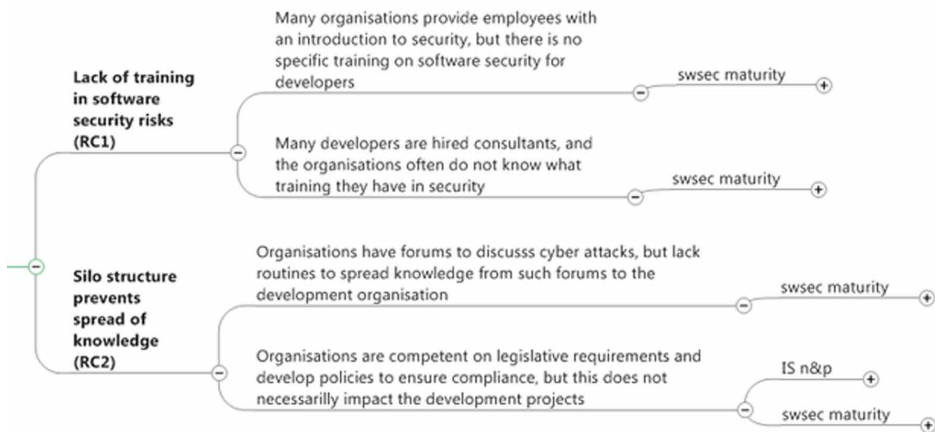 Many organisations provide employees with
an introduction to security, but there is no
specific training on software security for
developers
swsec maturity
Lack of training
in software
security risks
(RC1)
Many developers are hired consultants, and
the organisations often do not know what
training they have in security
swsec maturity
Organisations have forums to discusss cyber attacks, but lack
routines to spread knowledge from such forums to the
development organisation
swsec maturity
Silo structure
prevents
spread of
knowledge
(RC2)
Organisations are competent on legislative requirements and
develop policies to ensure compliance, but this does not
necessarilly impact the development projects
IS n&p
swsec maturity